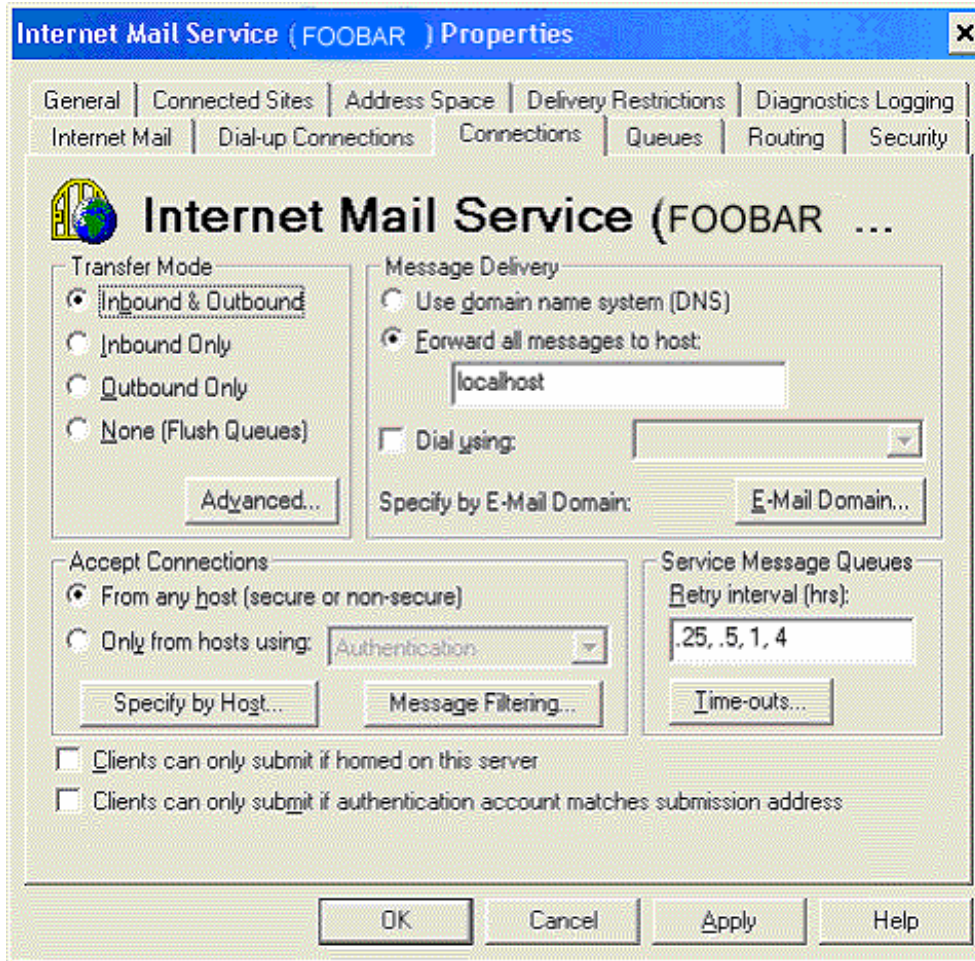 Internet Mail Service (FOOBAR ) Properties
General Connected Sites Address Space Delivery Restrictions Diagnostics Logging
Internet Mail Dial-up Connections Connections Queues Routing Security
Internet Mail Service (FOOBAR ...
Transfer Mode
Inbound & Outbound
Inbound Only
Outbound Only
None (Flush Queues)
Advanced...
Message Delivery
Use domain name system (DNS)
Forward all messages to host:
localhost
Dial using:
Specify by E-Mail Domain: E-Mail Domain...
Accept Connections
From any host (secure or non-secure)
Only from hosts using: Authentication
Specify by Host... Message Filtering...
Service Message Queues
Retry interval (hrs):
.25, .5, 1, 4
Time-outs...
Clients can only submit if homed on this server
Clients can only submit if authentication account matches submission address
OK Cancel Apply Help